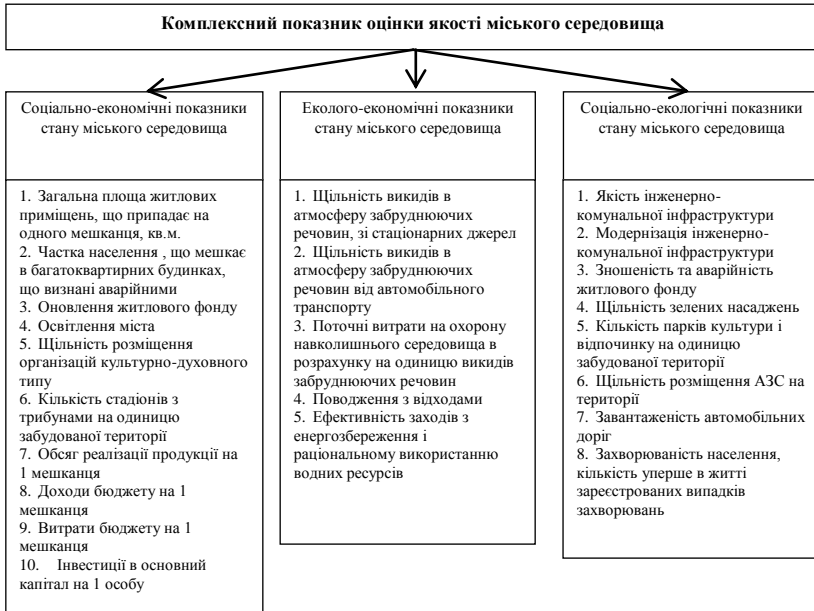 Комплексний показник оцінки якості міського середовища
Соціально-економічні показники
стану міського середовища
1. Загальна площа житлових
приміщень, що припадає на
одного мешканця, кв.м.
2. Частка населення , що мешкає
в багатоквартирних будинках,
що визнані аварійними
3. Оновлення житлового фонду
4. Освітлення міста
5. Щільність розміщення
організацій культурно-духовного
типу
6. Кількість стадіонів з
трибунами на одиницю
забудованої території
7. Обсяг реалізації продукції на
1 мешканця
8. Доходи бюджету на 1
мешканця
9. Витрати бюджету на 1
мешканця
10. Інвестиції в основний
капітал на 1 особу
Еколого-економічні показники
стану міського середовища
1. Щільність викидів в
атмосферу забруднюючих
речовин, зі стаціонарних джерел
2. Щільність викидів в
атмосферу забруднюючих
речовин від автомобільного
транспорту
3. Поточні витрати на охорону
навколишнього середовища в
розрахунку на одиницю викидів
забруднюючих речовин
4. Поводження з відходами
5. Ефективність заходів з
енергозбереження і
раціональному використанню
водних ресурсів
Соціально-екологічні показники
стану міського середовища
1. Якість інженерно-
комунальної інфраструктури
2. Модернізація інженерно-
комунальної інфраструктури
3. Зношеність та аварійність
житлового фонду
4. Щільність зелених насаджень
5. Кількість парків культури і
відпочинку на одиницю
забудованої території
6. Щільність розміщення АЗС на
території
7. Завантаженість автомобільних
доріг
8. Захворюваність населення,
кількість уперше в житті
зареєстрованих випадків
захворювань